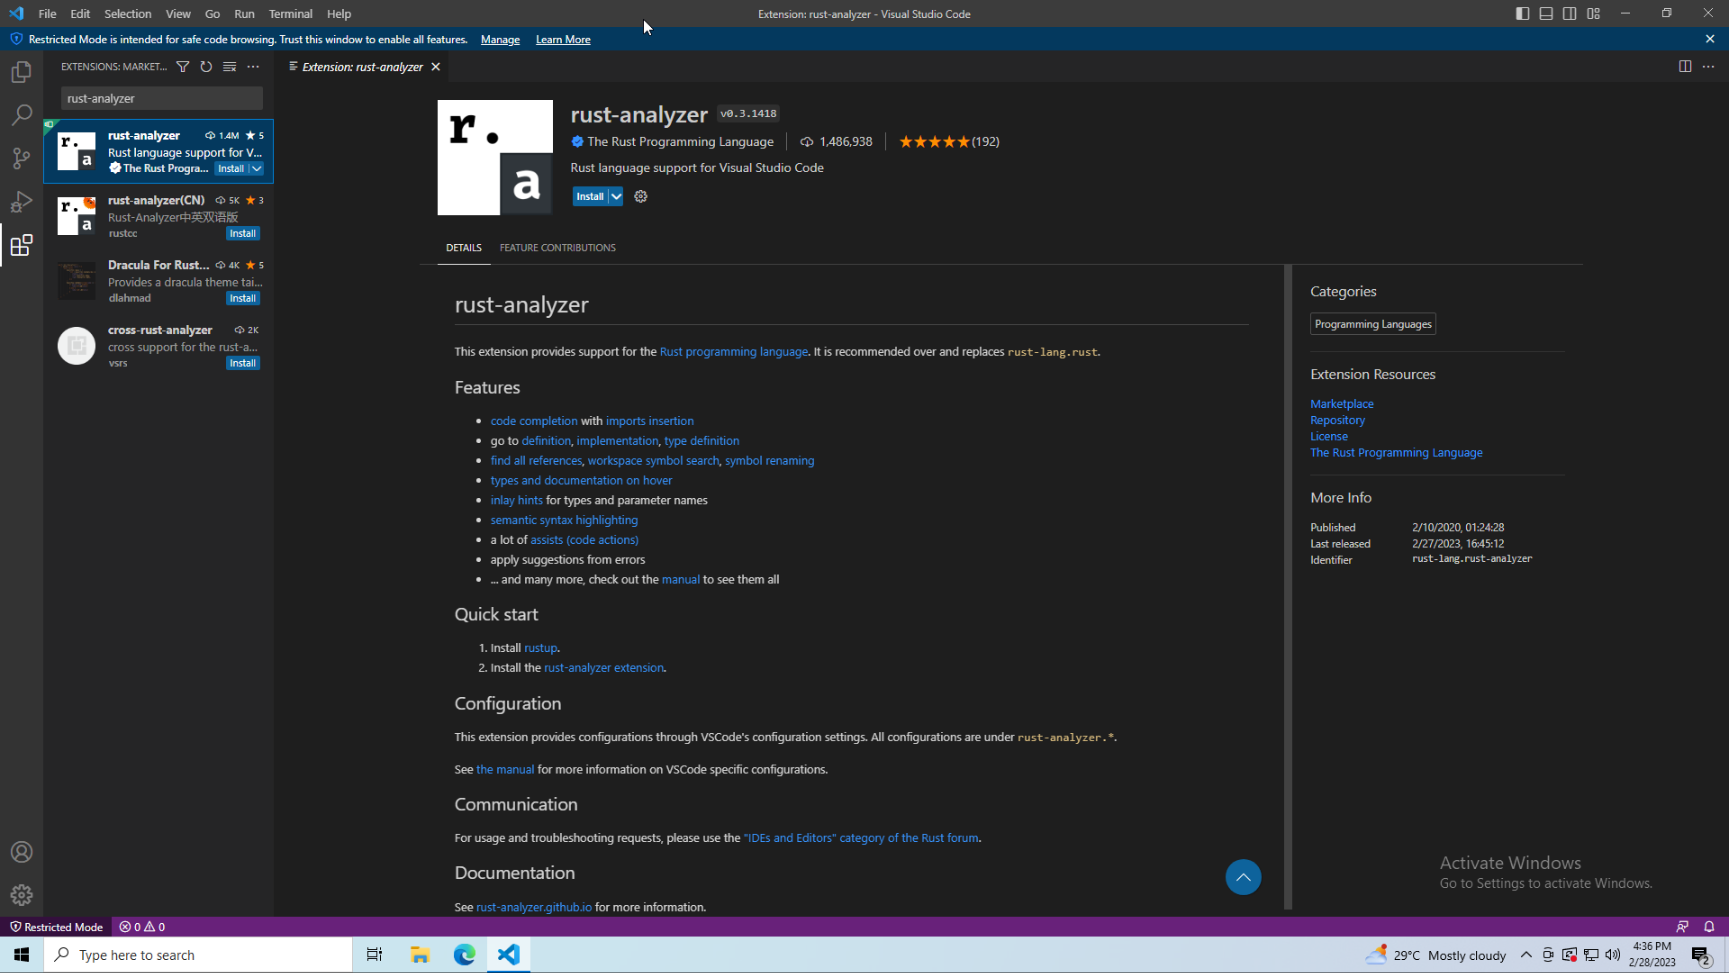 File Edit Selection View Go Run Terminal Help
Extension: rust-analyzer - Visual Studio Code
Restricted Mode is intended for safe code browsing. Trust this window to enable all features. Manage Learn More
EXTENSIONS: MARKET...
rust-analyzer
rust-analyzer 1.4M ★ 5
Rust language support for V...
The Rust Progra... Install
rust-analyzer(CN) 5K ★ 3
Rust-Analyzer中英双语版
rustcc Install
Dracula For Rust... 4K ★ 5
Provides a dracula theme tai...
dlahmad Install
cross-rust-analyzer 2K
cross support for the rust-a...
vsrs Install
Extension: rust-analyzer
r.
a
rust-analyzer v0.3.1418
The Rust Programming Language 1,486,938 ★★★★★(192)
Rust language support for Visual Studio Code
Install
DETAILS FEATURE CONTRIBUTIONS
rust-analyzer
This extension provides support for the Rust programming language. It is recommended over and replaces rust-lang.rust.
Features
• code completion with imports insertion
• go to definition, implementation, type definition
• find all references, workspace symbol search, symbol renaming
• types and documentation on hover
• inlay hints for types and parameter names
• semantic syntax highlighting
• a lot of assists (code actions)
• apply suggestions from errors
• ... and many more, check out the manual to see them all
Quick start
1. Install rustup.
2. Install the rust-analyzer extension.
Configuration
This extension provides configurations through VSCode's configuration settings. All configurations are under rust-analyzer.*.
See the manual for more information on VSCode specific configurations.
Communication
For usage and troubleshooting requests, please use the "IDEs and Editors" category of the Rust forum.
Documentation
See rust-analyzer.github.io for more information.
Categories
Programming Languages
Extension Resources
Marketplace
Repository
License
The Rust Programming Language
More Info
Published 2/10/2020, 01:24:28
Last released 2/27/2023, 16:45:12
Identifier rust-lang.rust-analyzer
Activate Windows
Go to Settings to activate Windows.
Restricted Mode 0 0
Type here to search
29°C Mostly cloudy
4:36 PM
2/28/2023
2